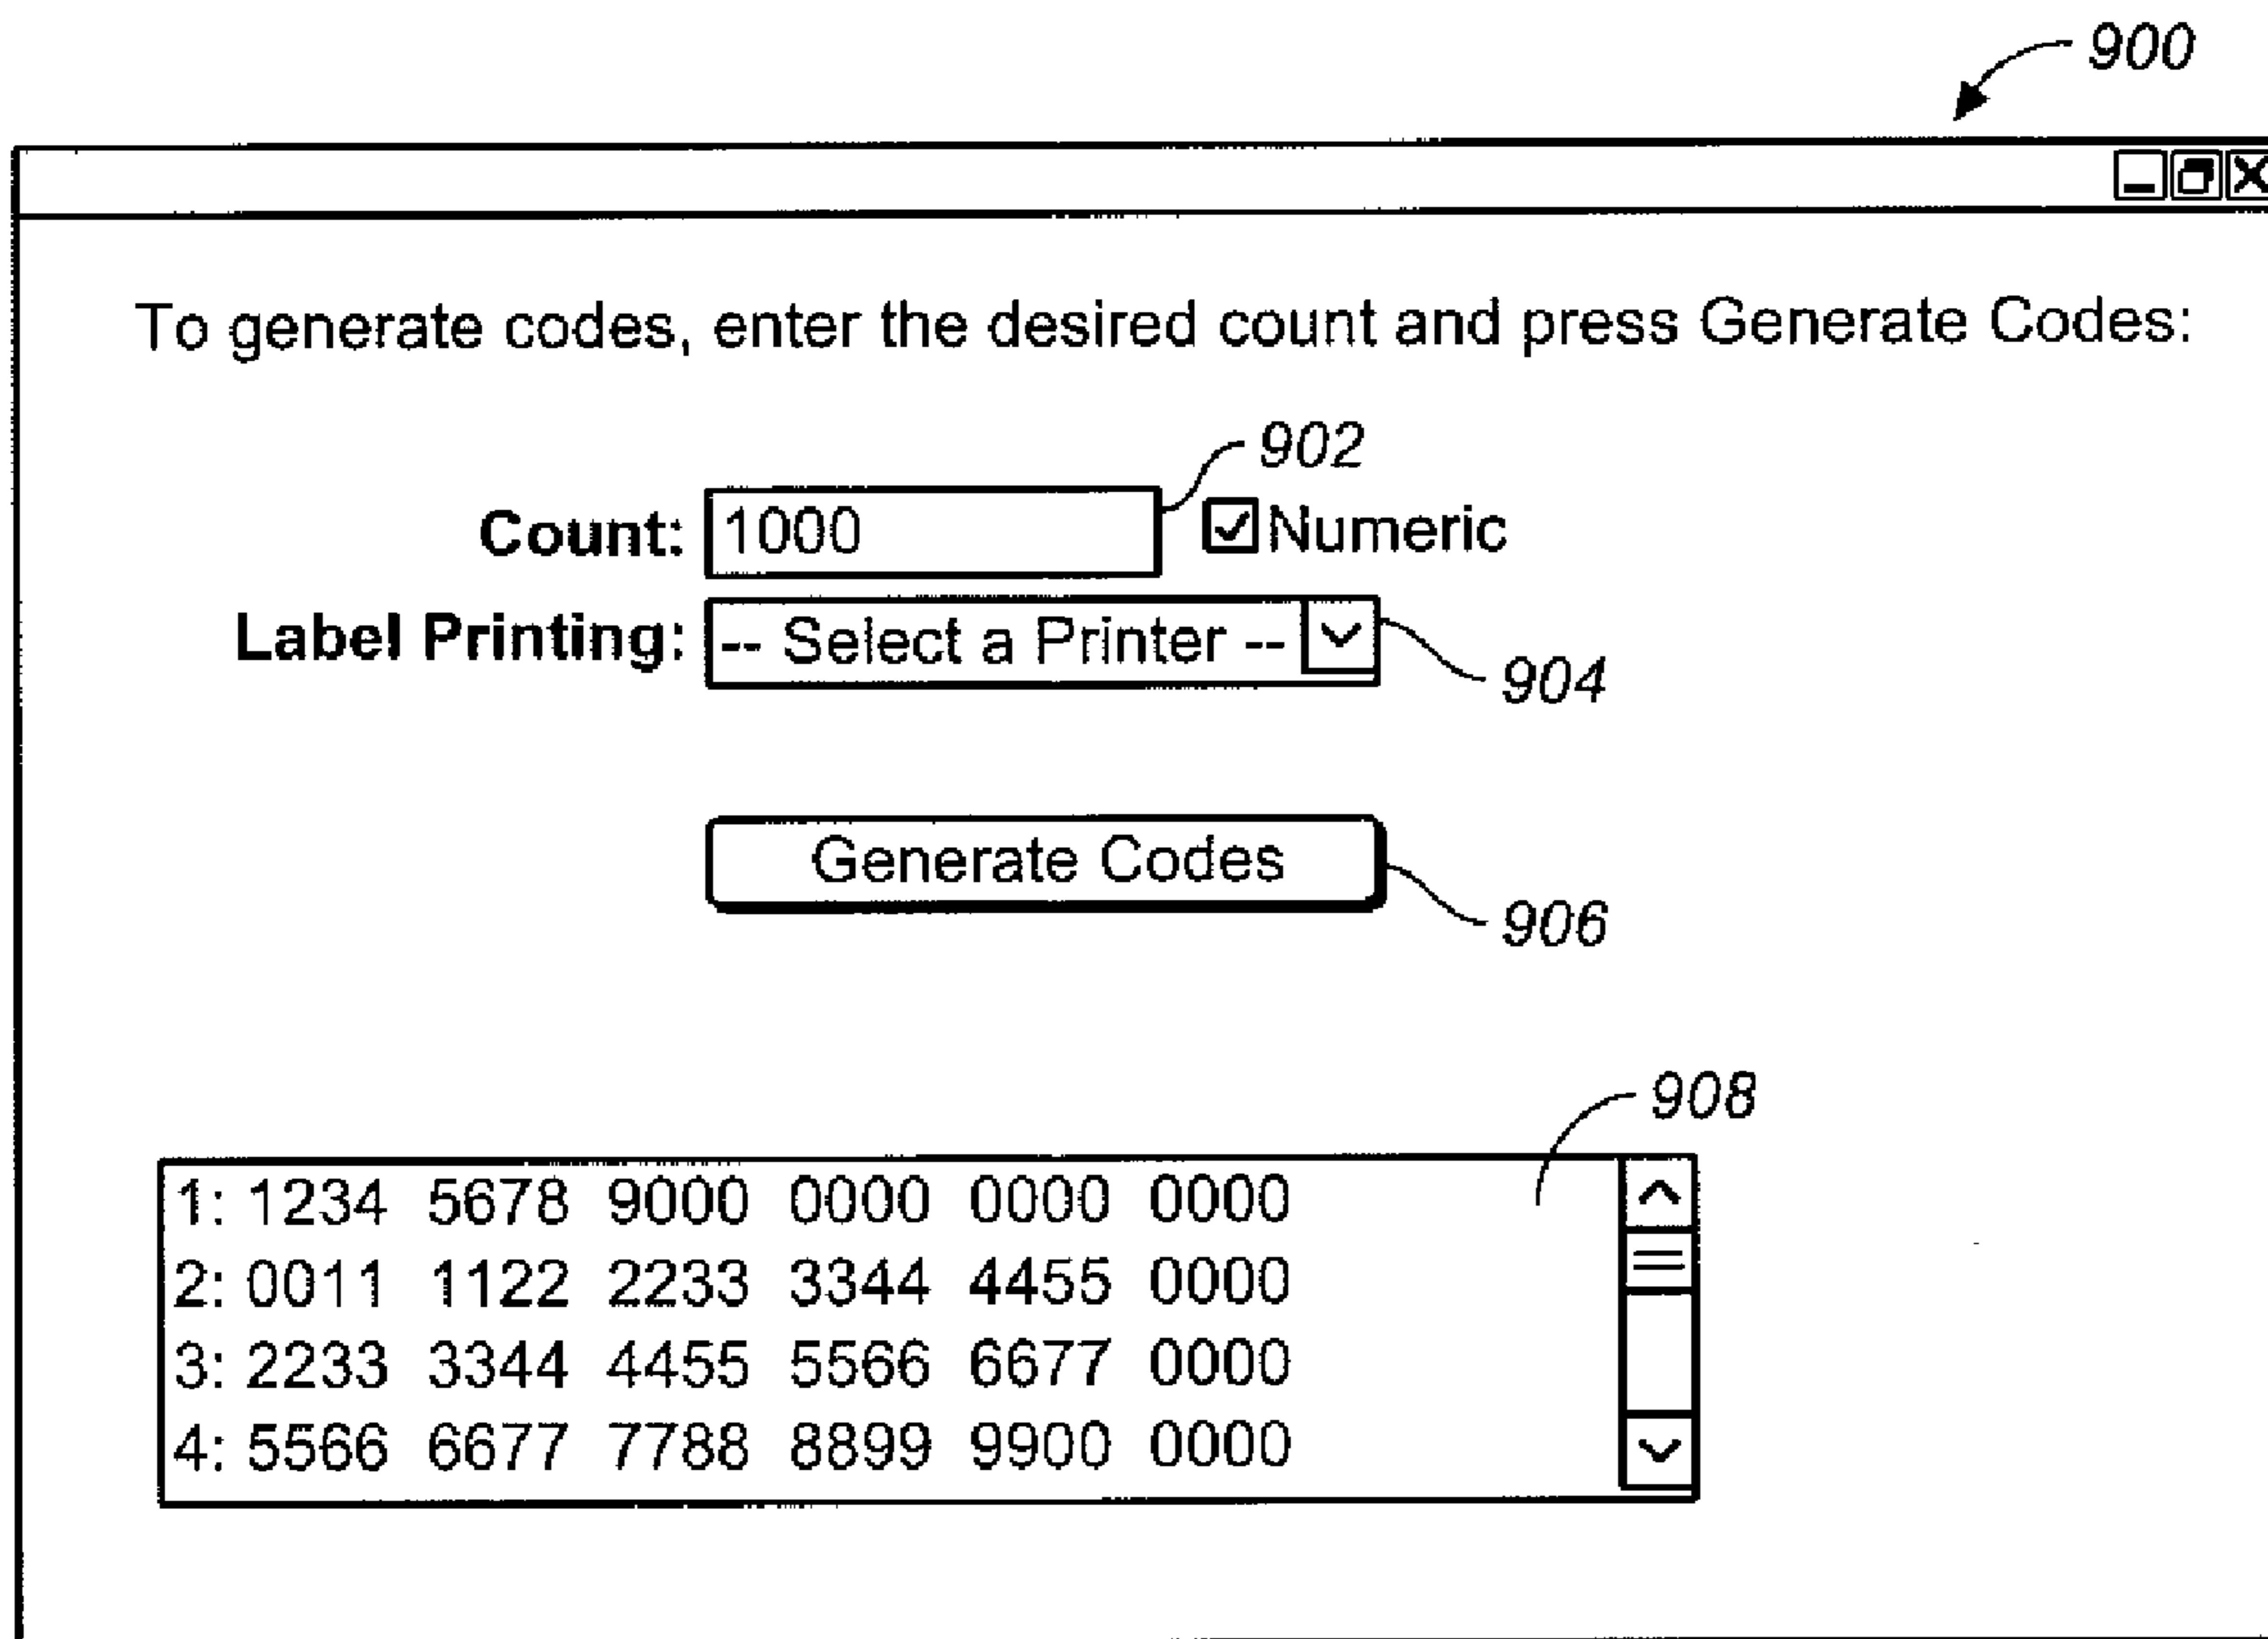 900
To generate codes, enter the desired count and press Generate Codes:
902
Count: 1000 Numeric
Label Printing: -- Select a Printer --
904
Generate Codes
906
908
1: 1234 5678 9000 0000 0000 0000
2: 0011 1122 2233 3344 4455 0000
3: 2233 3344 4455 5566 6677 0000
4: 5566 6677 7788 8899 9900 0000